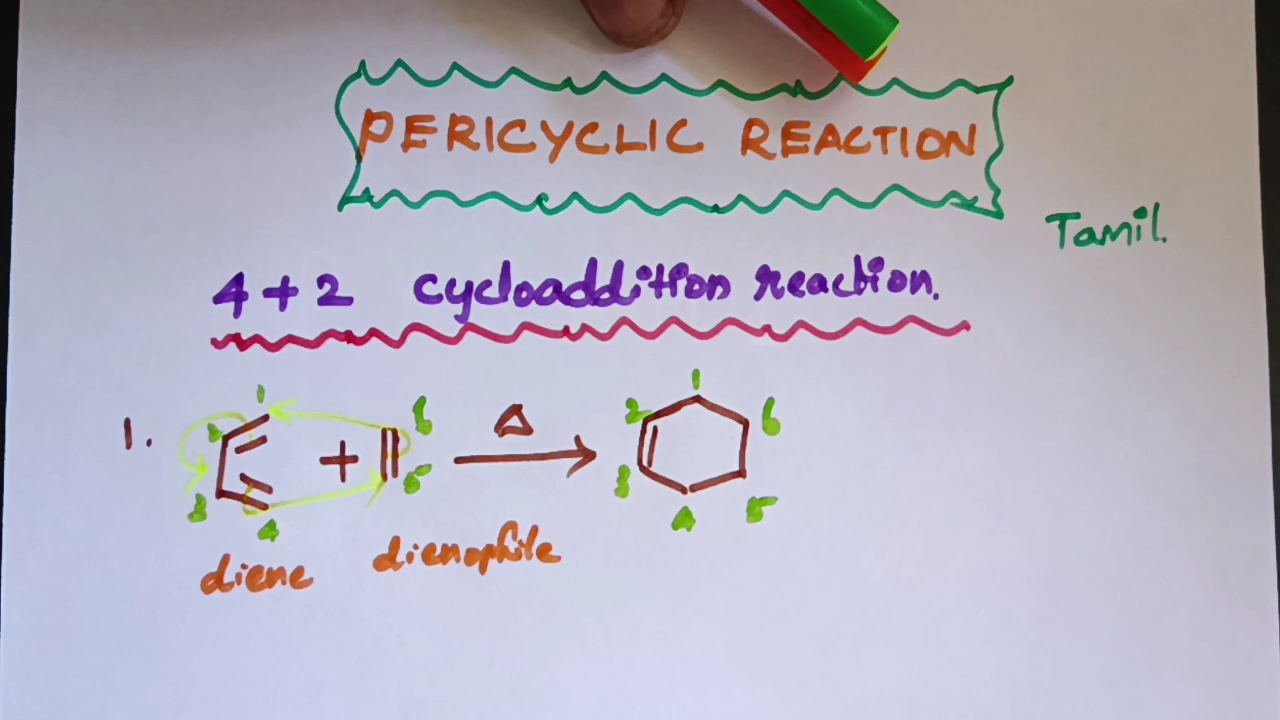 PERICYCLIC REACTION
Tamil.
4+2 cycloaddition reaction.
1.
1 2 3 4 + 6 5 Δ 1 2 3 4 5 6
diene dienophile